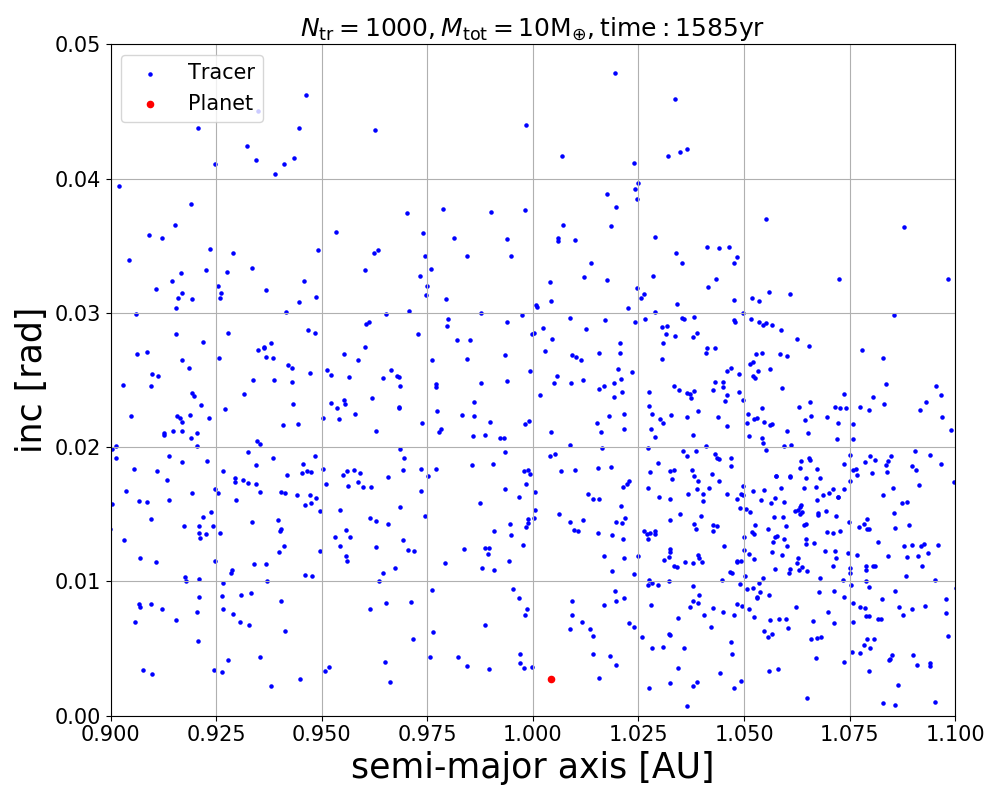 N_tr = 1000, M_tot = 10M_⊕, time : 1585yr
Tracer
Planet
0.05
0.04
0.03
0.02
0.01
0.00
inc [rad]
0.900 0.925 0.950 0.975 1.000 1.025 1.050 1.075 1.100
semi-major axis [AU]